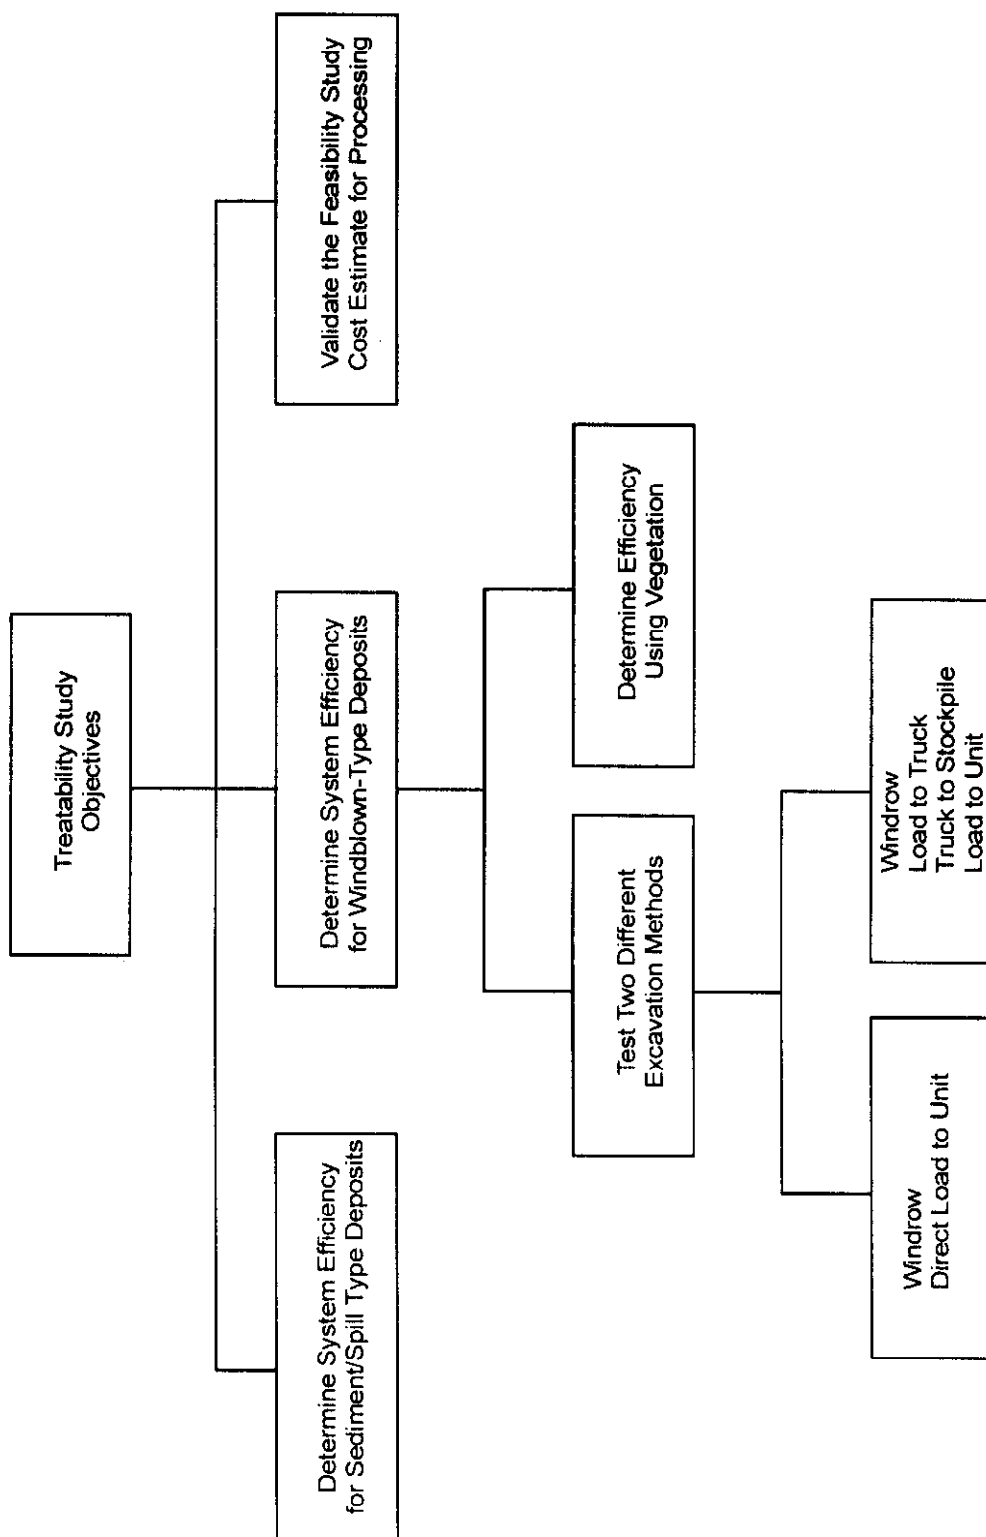 Treatability Study
Objectives
Determine System Efficiency
for Sediment/Spill Type Deposits
Determine System Efficiency
for Windblown-Type Deposits
Validate the Feasibility Study
Cost Estimate for Processing
Test Two Different
Excavation Methods
Determine Efficiency
Using Vegetation
Windrow
Direct Load to Unit
Windrow
Load to Truck
Truck to Stockpile
Load to Unit